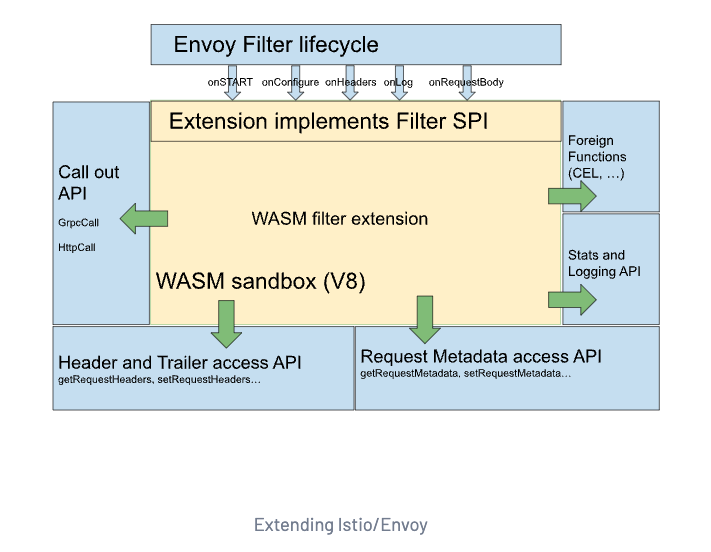 Envoy Filter lifecycle
onSTART onConfigure onHeaders onLog onRequestBody
Extension implements Filter SPI
Call out
API
GrpcCall
HttpCall
WASM filter extension
WASM sandbox (V8)
Foreign
Functions
(CEL, …)
Stats and
Logging API
Header and Trailer access API
getRequestHeaders, setRequestHeaders…
Request Metadata access API
getRequestMetadata, setRequestMetadata…
Extending Istio/Envoy